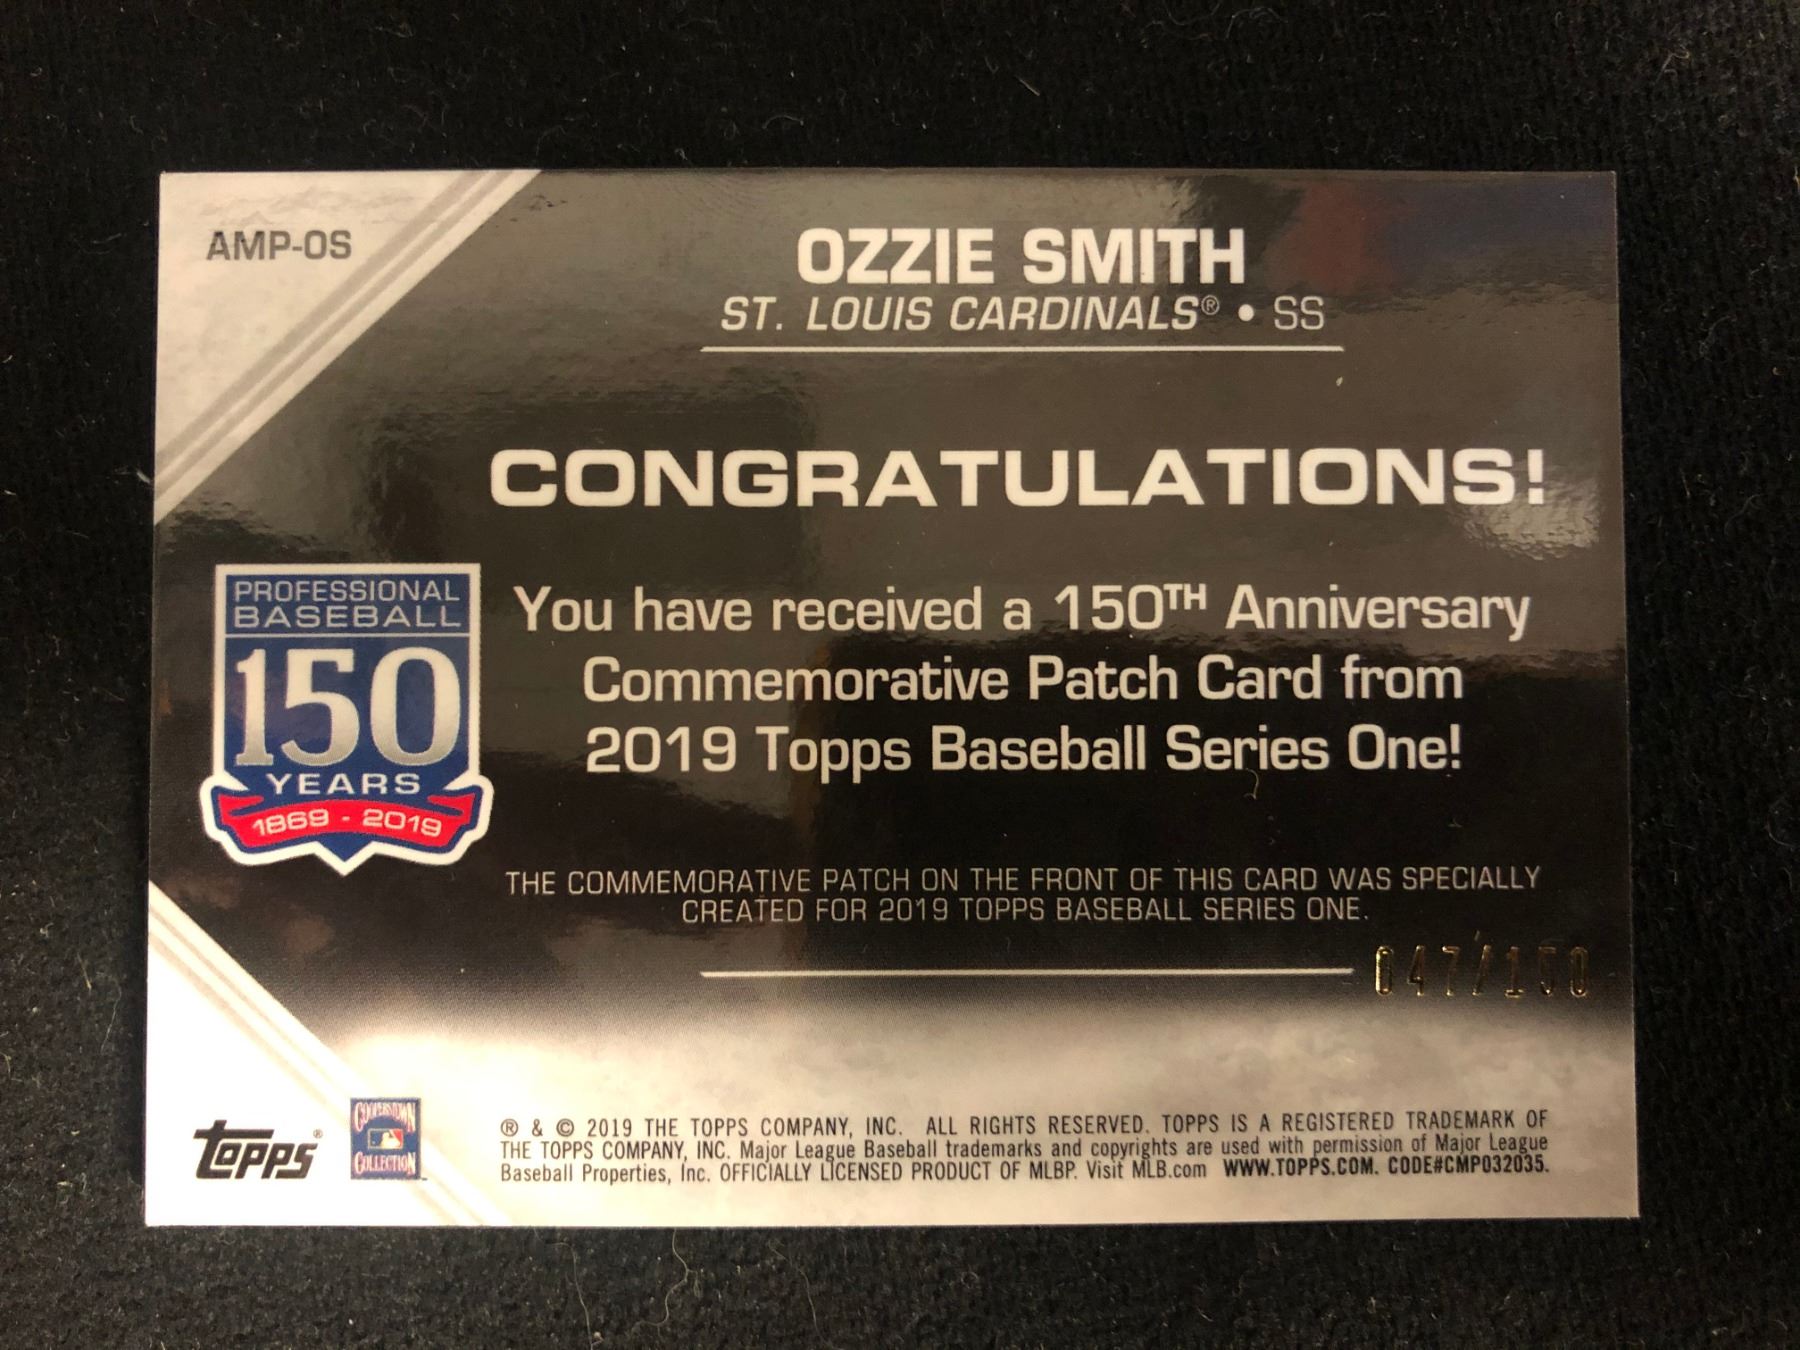 AMP-OS
OZZIE SMITH
ST. LOUIS CARDINALS® • SS
CONGRATULATIONS!
You have received a 150TH Anniversary
Commemorative Patch Card from
2019 Topps Baseball Series One!
PROFESSIONAL
BASEBALL
150
YEARS
1869 - 2019
THE COMMEMORATIVE PATCH ON THE FRONT OF THIS CARD WAS SPECIALLY
CREATED FOR 2019 TOPPS BASEBALL SERIES ONE.
047/150
topps®
COOPERSTOWN
COLLECTION
® & © 2019 THE TOPPS COMPANY, INC. ALL RIGHTS RESERVED. TOPPS IS A REGISTERED TRADEMARK OF
THE TOPPS COMPANY, INC. Major League Baseball trademarks and copyrights are used with permission of Major League
Baseball Properties, Inc. OFFICIALLY LICENSED PRODUCT OF MLBP. Visit MLB.com WWW.TOPPS.COM. CODE#CMP032035.